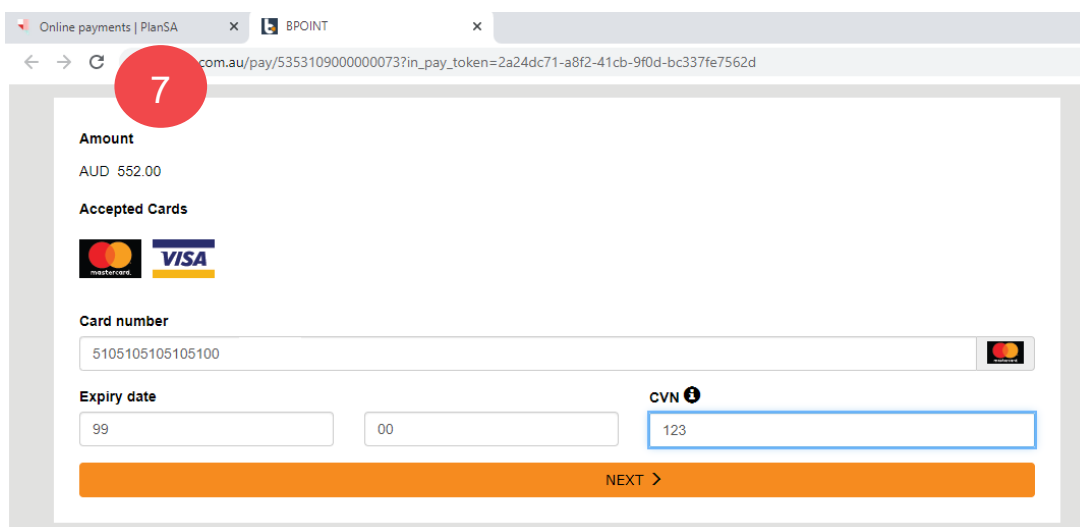 Online payments | PlanSA
BPOINT
com.au/pay/5353109000000073?in_pay_token=2a24dc71-a8f2-41cb-9f0d-bc337fe7562d
7
Amount
AUD 552.00
Accepted Cards
mastercard.
VISA
Card number
5105105105105100
Expiry date
CVN
99
00
123
NEXT